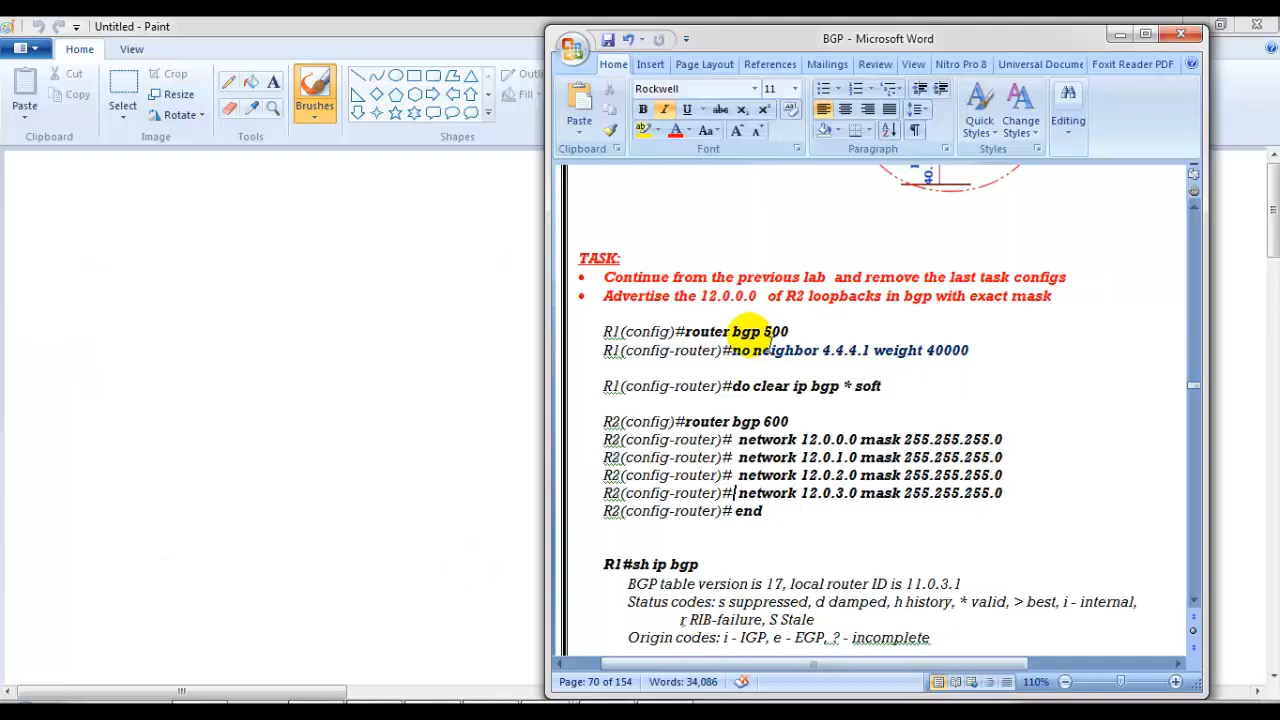 Untitled - Paint
Home
View
Paste
Cut
Copy
Clipboard
Select
Crop
Resize
Rotate
Image
Tools
Brushes
Shapes
Fill
BGP - Microsoft Word
Home
Insert
Page Layout
References
Mailings
Review
View
Nitro Pro 8
Universal Docume
Foxit Reader PDF
Paste
Clipboard
Rockwell
11
B
I
U
abc
x₂
x²
ab
A
Aa
A
A
Font
Paragraph
Quick Styles
Change Styles
Styles
Editing
40.
TASK:
• Continue from the previous lab and remove the last task configs
• Advertise the 12.0.0.0 of R2 loopbacks in bgp with exact mask
R1(config)#router bgp 500
R1(config-router)#no neighbor 4.4.4.1 weight 40000
R1(config-router)#do clear ip bgp * soft
R2(config)#router bgp 600
R2(config-router)# network 12.0.0.0 mask 255.255.255.0
R2(config-router)# network 12.0.1.0 mask 255.255.255.0
R2(config-router)# network 12.0.2.0 mask 255.255.255.0
R2(config-router)# network 12.0.3.0 mask 255.255.255.0
R2(config-router)# end
R1#sh ip bgp
BGP table version is 17, local router ID is 11.0.3.1
Status codes: s suppressed, d damped, h history, * valid, > best, i - internal,
r RIB-failure, S Stale
Origin codes: i - IGP, e - EGP, ? - incomplete
Page: 70 of 154
Words: 34,086
110%